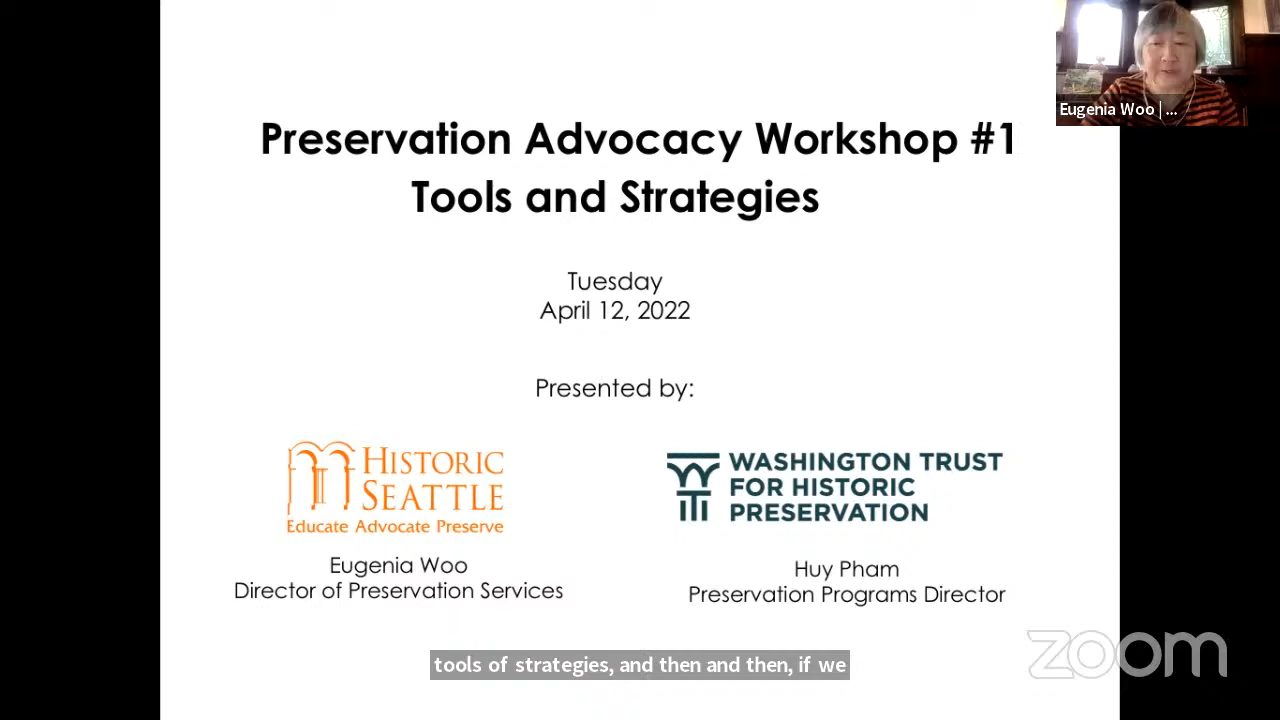 Eugenia Woo | ...
Preservation Advocacy Workshop #1
Tools and Strategies
Tuesday
April 12, 2022
Presented by:
HISTORIC
SEATTLE
Educate Advocate Preserve
Eugenia Woo
Director of Preservation Services
WASHINGTON TRUST
FOR HISTORIC
PRESERVATION
Huy Pham
Preservation Programs Director
zoom
tools of strategies, and then and then, if we